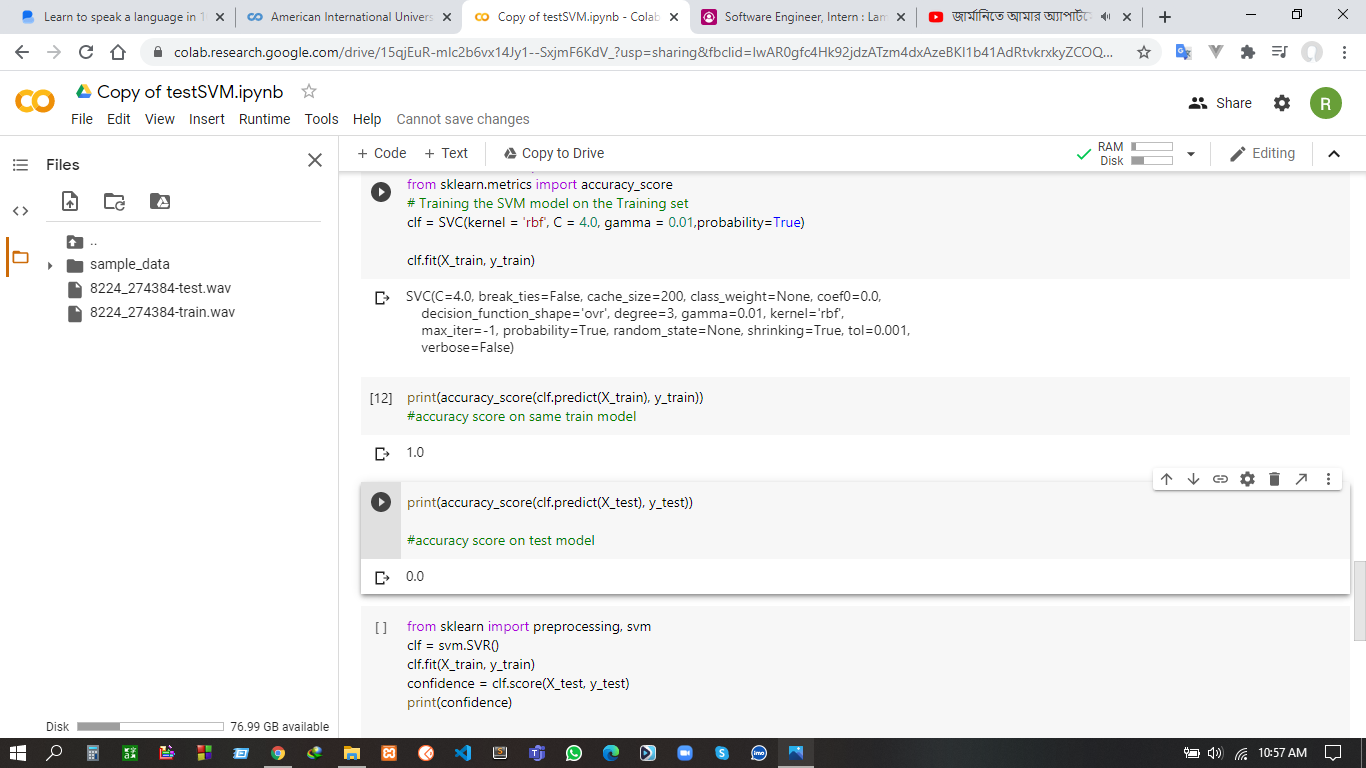 Learn to speak a language in
American International Univers
Copy of testSVM.ipynb - Colab
Software Engineer, Intern : Lam
জার্মানিতে আমার অ্যাপার্ট
colab.research.google.com/drive/15qjEuR-mIc2b6vx14Jy1--SxjmF6KdV_?usp=sharing&fbclid=IwAR0gfc4Hk92jdzATzm4dxAzeBKI1b41AdRtvkrxkyZCOQ...
Copy of testSVM.ipynb
File Edit View Insert Runtime Tools Help Cannot save changes
Share
R
Files
+ Code + Text Copy to Drive
RAM
Disk
Editing
..
sample_data
8224_274384-test.wav
8224_274384-train.wav
from sklearn.metrics import accuracy_score
# Training the SVM model on the Training set
clf = SVC(kernel = 'rbf', C = 4.0, gamma = 0.01,probability=True)
clf.fit(X_train, y_train)
SVC(C=4.0, break_ties=False, cache_size=200, class_weight=None, coef0=0.0,
decision_function_shape='ovr', degree=3, gamma=0.01, kernel='rbf',
max_iter=-1, probability=True, random_state=None, shrinking=True, tol=0.001,
verbose=False)
[12] print(accuracy_score(clf.predict(X_train), y_train))
#accuracy score on same train model
1.0
print(accuracy_score(clf.predict(X_test), y_test))
#accuracy score on test model
0.0
[ ] from sklearn import preprocessing, svm
clf = svm.SVR()
clf.fit(X_train, y_train)
confidence = clf.score(X_test, y_test)
print(confidence)
Disk 76.99 GB available
10:57 AM